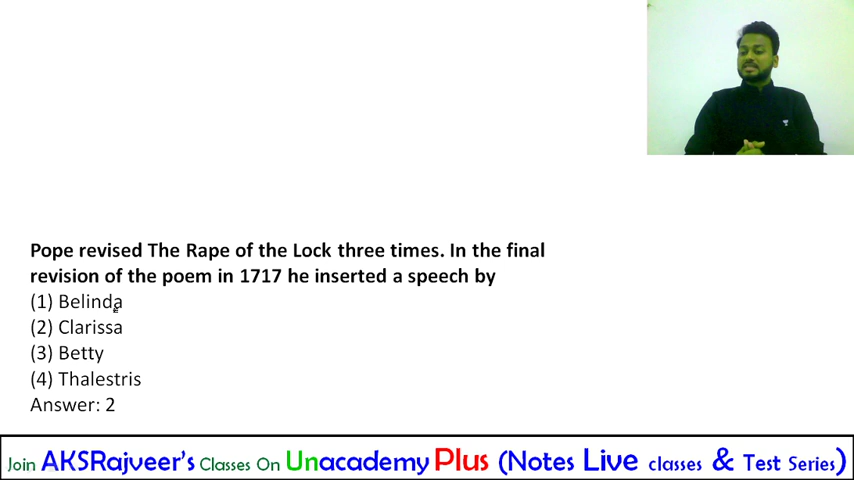 Pope revised The Rape of the Lock three times. In the final
revision of the poem in 1717 he inserted a speech by
(1) Belinda
(2) Clarissa
(3) Betty
(4) Thalestris
Answer: 2
Join AKSRajveer's Classes On Unacademy Plus (Notes Live classes & Test Series)